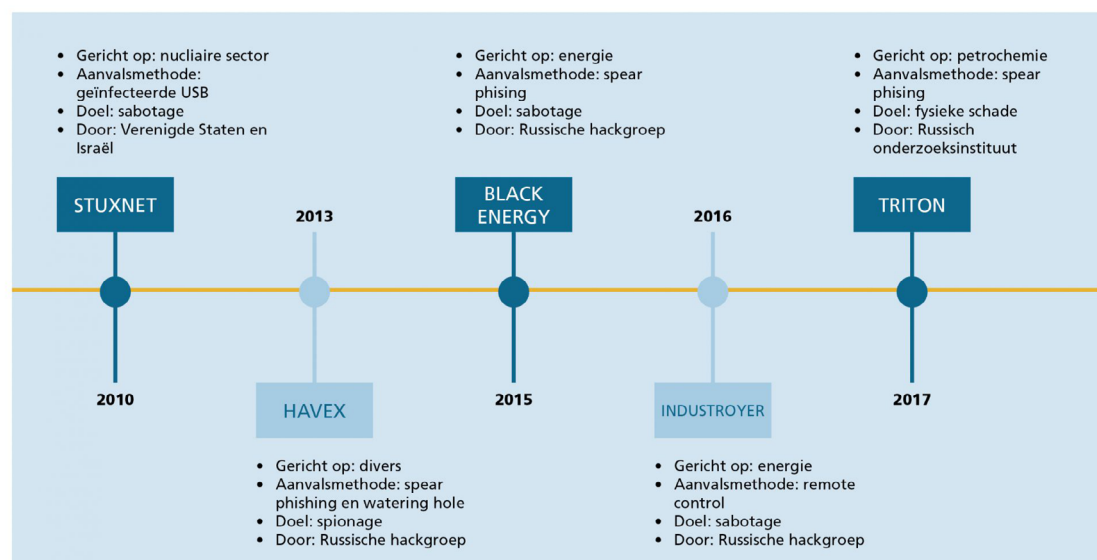 • Gericht op: nucliaire sector
• Aanvalsmethode:
geïnfecteerde USB
• Doel: sabotage
• Door: Verenigde Staten en
Israël
STUXNET
2010
2013
HAVEX
• Gericht op: divers
• Aanvalsmethode: spear
phishing en watering hole
• Doel: spionage
• Door: Russische hackgroep
• Gericht op: energie
• Aanvalsmethode: spear
phising
• Doel: sabotage
• Door: Russische hackgroep
BLACK
ENERGY
2015
2016
INDUSTROYER
• Gericht op: energie
• Aanvalsmethode: remote
control
• Doel: sabotage
• Door: Russische hackgroep
• Gericht op: petrochemie
• Aanvalsmethode: spear
phising
• Doel: fysieke schade
• Door: Russisch
onderzoeksinstituut
TRITON
2017